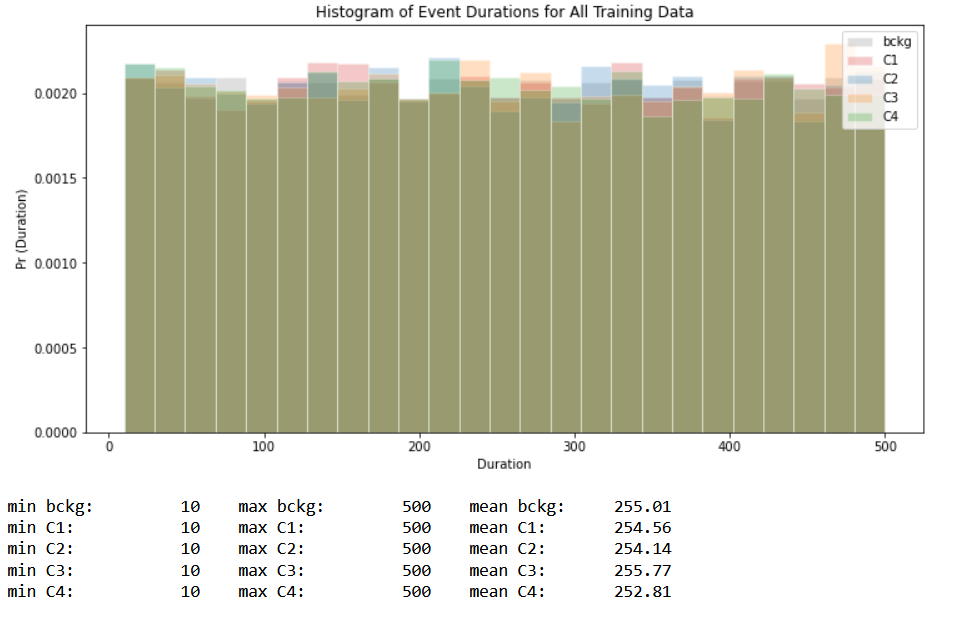 Histogram of Event Durations for All Training Data
bckg
C1
C2
C3
C4
0.0020
0.0015
0.0010
0.0005
0.0000
Pr (Duration)
0 100 200 300 400 500
Duration
min bckg: 10 max bckg: 500 mean bckg: 255.01
min C1: 10 max C1: 500 mean C1: 254.56
min C2: 10 max C2: 500 mean C2: 254.14
min C3: 10 max C3: 500 mean C3: 255.77
min C4: 10 max C4: 500 mean C4: 252.81